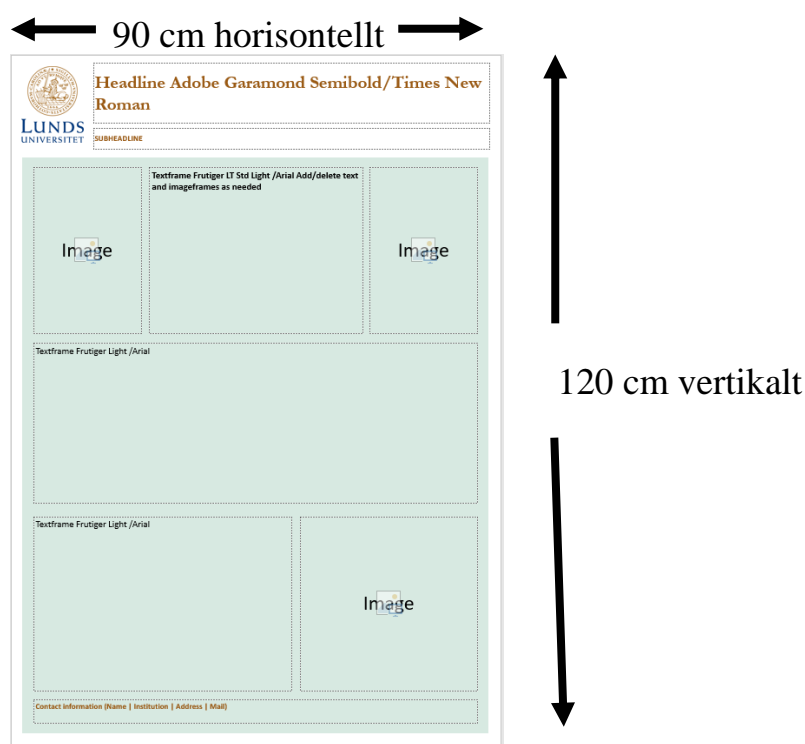 90 cm horisontellt
Headline Adobe Garamond Semibold/Times New
Roman
LUNDS
UNIVERSITET
SUBHEADLINE
Textframe Frutiger LT Std Light /Arial Add/delete text
and imageframes as needed
Image
Image
Textframe Frutiger Light /Arial
120 cm vertikalt
Textframe Frutiger Light /Arial
Image
Contact information (Name | Institution | Address | Mail)